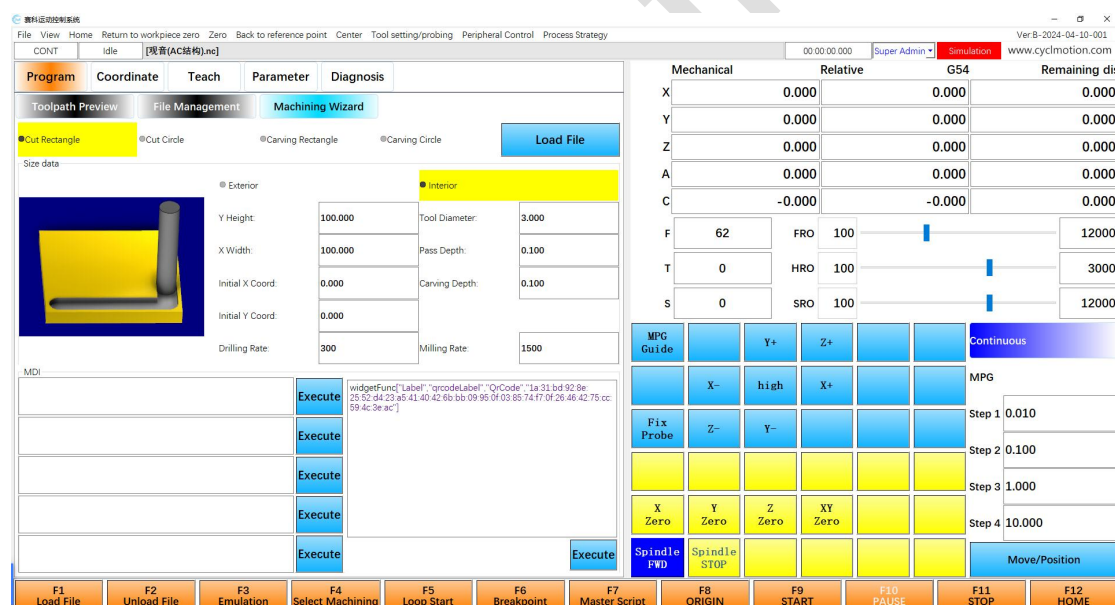 赛科运动控制系统
File View Home Return to workpiece zero Zero Back to reference point Center Tool setting/probing Peripheral Control Process Strategy Ver:B-2024-04-10-001
CONT Idle [观音(AC结构).nc] 00:00:00:000 Super Admin Simulation www.cyclmotion.com
Program Coordinate Teach Parameter Diagnosis
Toolpath Preview File Management Machining Wizard
Cut Rectangle Cut Circle Carving Rectangle Carving Circle Load File
Size data
Exterior Interior
Y Height: 100.000 Tool Diameter: 3.000
X Width: 100.000 Pass Depth: 0.100
Initial X Coord: 0.000 Carving Depth: 0.100
Initial Y Coord: 0.000
Drilling Rate: 300 Milling Rate: 1500
MDI
Execute
Execute
Execute
Execute
Execute
widgetFunc["Label","qrcodeLabel","QrCode","1a:31:bd:92:8e:
25:52:d4:23:a5:41:40:42:6b:bb:09:95:0f:03:85:74:f7:0f:26:46:42:75:cc:
59:4c:3e:ac"]
Execute
Mechanical Relative G54 Remaining dis
X 0.000 0.000 0.000
Y 0.000 0.000 0.000
Z 0.000 0.000 0.000
A 0.000 0.000 0.000
C -0.000 -0.000 0.000
F 62 FRO 100 12000
T 0 HRO 100 3000
S 0 SRO 100 12000
MPG Guide Y+ Z+ Continuous
X- high X+
Fix Probe Z- Y-
X Zero Y Zero Z Zero XY Zero
Spindle FWD Spindle STOP
MPG
Step 1 0.010
Step 2 0.100
Step 3 1.000
Step 4 10.000
Move/Position
F1 F2 F3 F4 F5 F6 F7 F8 F9 F10 F11 F12
Load File Unload File Emulation Select Machining Loop Start Breakpoint Master Script ORIGIN START PAUSE STOP HOME